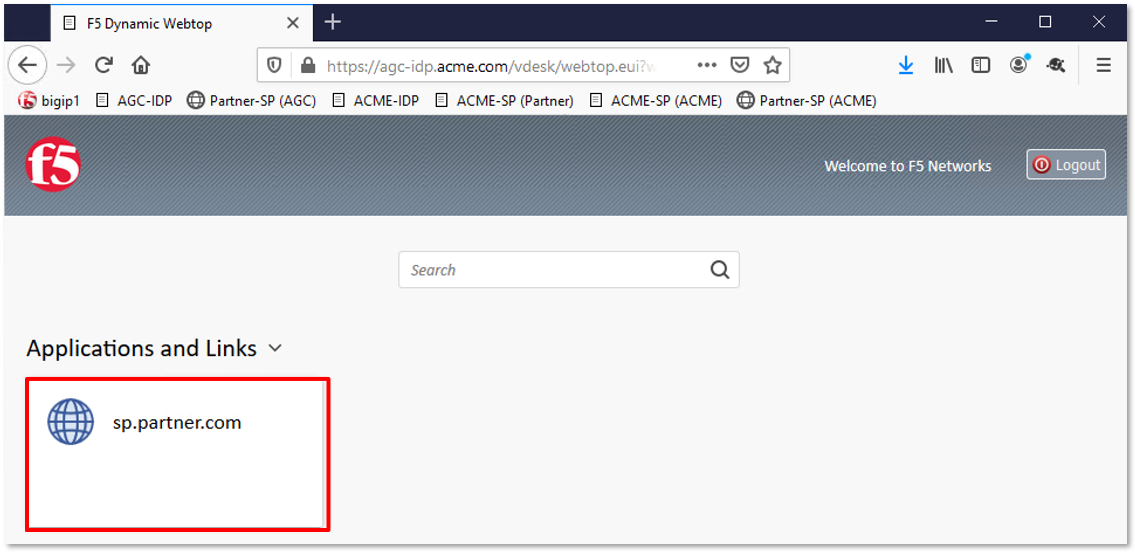 F5 Dynamic Webtop
https://agc-idp.acme.com/vdesk/webtop.eui?
bigip1 AGC-IDP Partner-SP (AGC) ACME-IDP ACME-SP (Partner) ACME-SP (ACME) Partner-SP (ACME)
f5 Welcome to F5 Networks Logout
Search
Applications and Links
sp.partner.com